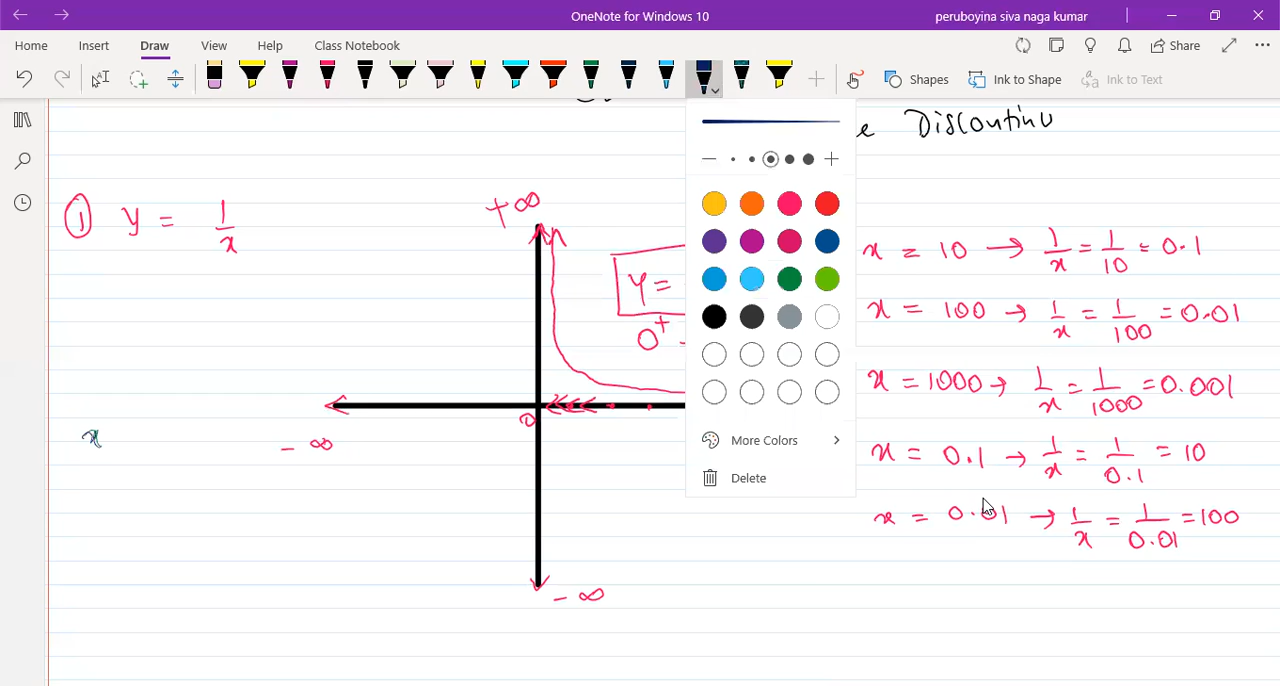 OneNote for Windows 10
peruboyina siva naga kumar
Home Insert Draw View Help Class Notebook Share
Shapes Ink to Shape Ink to Text
Discontinu
① y = 1/x
+∞
y =
0⁺
0
- ∞
- ∞
x
x = 10 → 1/x = 1/10 = 0.1
x = 100 → 1/x = 1/100 = 0.01
x = 1000 → 1/x = 1/1000 = 0.001
x = 0.1 → 1/x = 1/0.1 = 10
x = 0.01 → 1/x = 1/0.01 = 100
More Colors
Delete